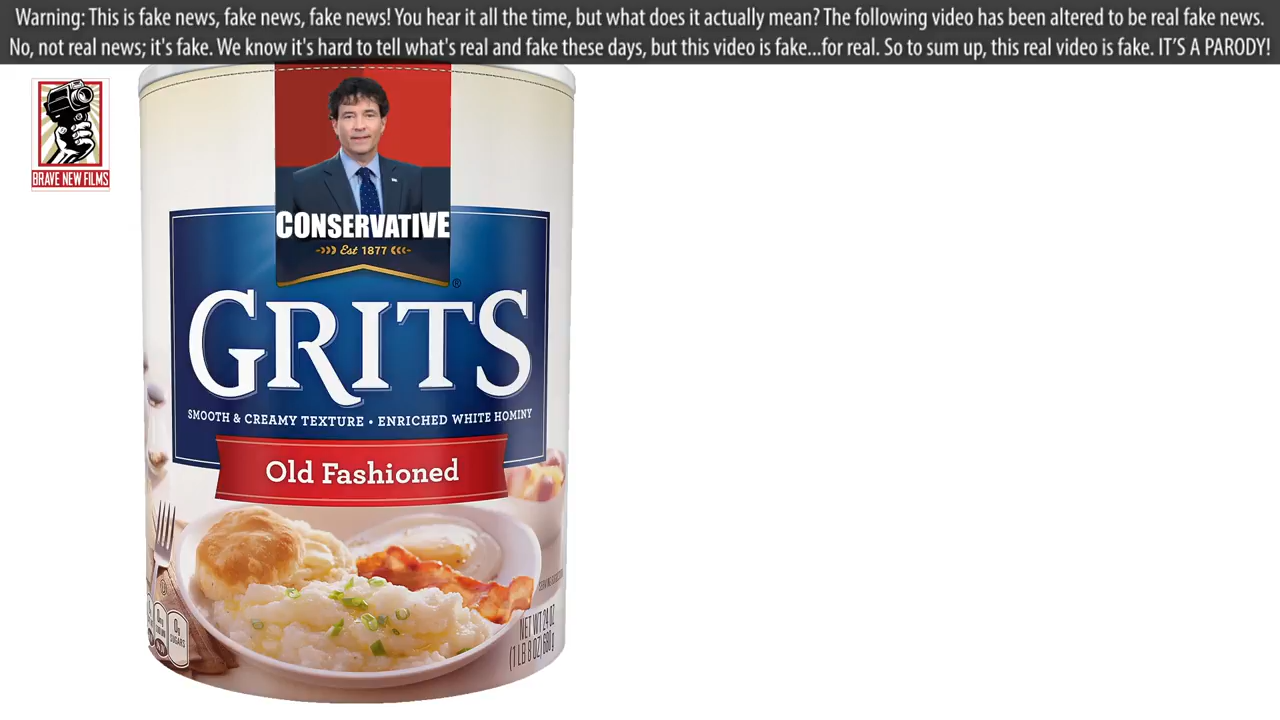 Warning: This is fake news, fake news, fake news! You hear it all the time, but what does it actually mean? The following video has been altered to be real fake news.
No, not real news; it's fake. We know it's hard to tell what's real and fake these days, but this video is fake...for real. So to sum up, this real video is fake. IT'S A PARODY!
BRAVE NEW FILMS
CONSERVATIVE
Est 1877
GRITS®
SMOOTH & CREAMY TEXTURE • ENRICHED WHITE HOMINY
Old Fashioned
0g
SUGARS
NET WT 24 OZ
(1 LB 8 OZ) 680g